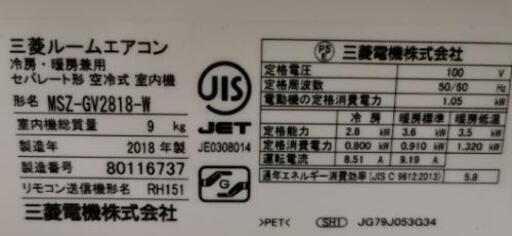 三菱ルームエアコン
冷房・暖房兼用
セパレート形 空冷式 室内機
形名 MSZ-GV2818-W
室内機総質量 9 kg
製造年 2018 年製
製造番号 80116737
リモコン送信機形名 RH151
三菱電機株式会社
JIS
JET
JE0308014
G
PSE 三菱電機株式会社
定格電圧 100 V
定格周波数 50/60 Hz
電動機の定格消費電力 1.05 kW
冷 房 暖房標準 暖房低温
定格能力 2.8 kW 3.6 kW 3.5 kW
定格消費電力 0.800 kW 0.910 kW 1.320 kW
運転電流 8.51 A 9.19 A
通年エネルギー消費効率(JIS C 9612:2013) 5.8
>PET< SH1 JG79J053G34